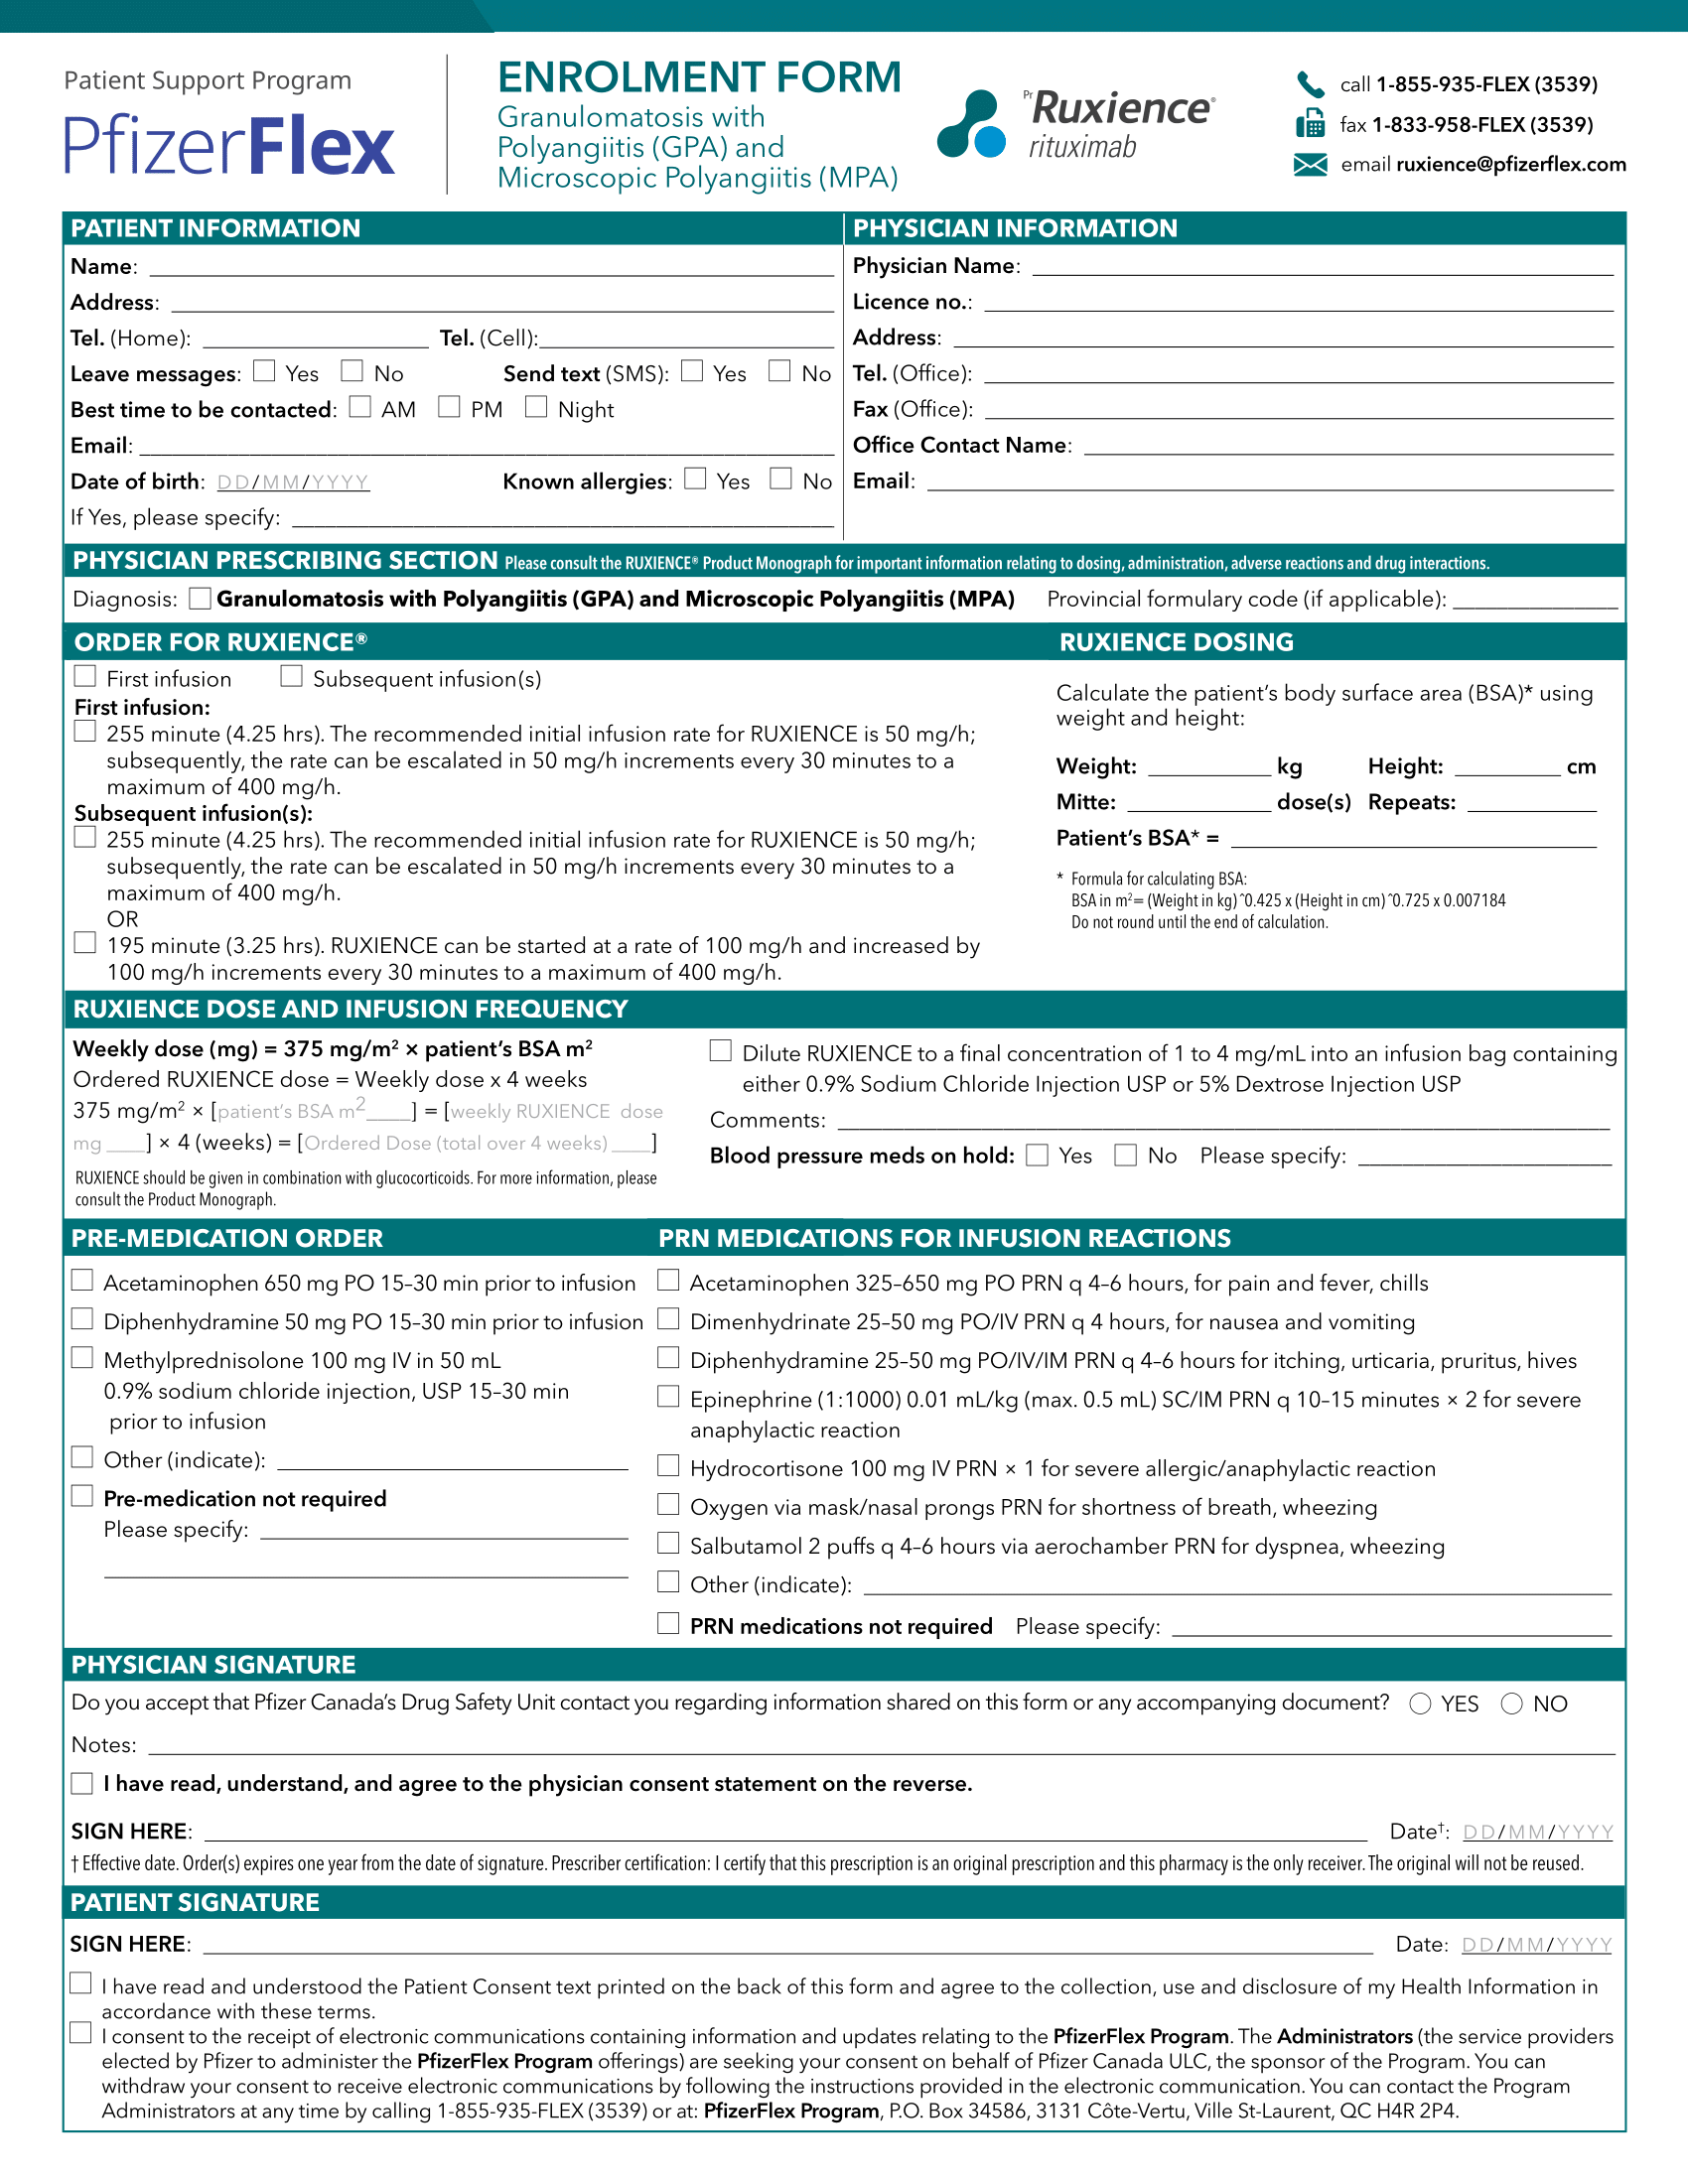 Patient Support Program
PfizerFlex
ENROLMENT FORM
Granulomatosis with
Polyangiitis (GPA) and
Microscopic Polyangiitis (MPA)
Pr Ruxience®
rituximab
call 1-855-935-FLEX (3539)
fax 1-833-958-FLEX (3539)
email ruxience@pfizerflex.com
PATIENT INFORMATION
Name:
Address:
Tel. (Home): Tel. (Cell):
Leave messages: Yes No Send text (SMS): Yes No
Best time to be contacted: AM PM Night
Email:
Date of birth: DD/MM/YYYY Known allergies: Yes No
If Yes, please specify:
PHYSICIAN INFORMATION
Physician Name:
Licence no.:
Address:
Tel. (Office):
Fax (Office):
Office Contact Name:
Email:
PHYSICIAN PRESCRIBING SECTION Please consult the RUXIENCE® Product Monograph for important information relating to dosing, administration, adverse reactions and drug interactions.
Diagnosis: Granulomatosis with Polyangiitis (GPA) and Microscopic Polyangiitis (MPA) Provincial formulary code (if applicable):
ORDER FOR RUXIENCE®
First infusion Subsequent infusion(s)
First infusion:
255 minute (4.25 hrs). The recommended initial infusion rate for RUXIENCE is 50 mg/h;
subsequently, the rate can be escalated in 50 mg/h increments every 30 minutes to a
maximum of 400 mg/h.
Subsequent infusion(s):
255 minute (4.25 hrs). The recommended initial infusion rate for RUXIENCE is 50 mg/h;
subsequently, the rate can be escalated in 50 mg/h increments every 30 minutes to a
maximum of 400 mg/h.
OR
195 minute (3.25 hrs). RUXIENCE can be started at a rate of 100 mg/h and increased by
100 mg/h increments every 30 minutes to a maximum of 400 mg/h.
RUXIENCE DOSING
Calculate the patient's body surface area (BSA)* using
weight and height:
Weight: kg Height: cm
Mitte: dose(s) Repeats:
Patient's BSA* =
* Formula for calculating BSA:
BSA in m²= (Weight in kg)^0.425 x (Height in cm)^0.725 x 0.007184
Do not round until the end of calculation.
RUXIENCE DOSE AND INFUSION FREQUENCY
Weekly dose (mg) = 375 mg/m² × patient's BSA m²
Ordered RUXIENCE dose = Weekly dose x 4 weeks
375 mg/m² × [patient's BSA m²____] = [weekly RUXIENCE dose
mg ____] × 4 (weeks) = [Ordered Dose (total over 4 weeks) ____]
RUXIENCE should be given in combination with glucocorticoids. For more information, please
consult the Product Monograph.
Dilute RUXIENCE to a final concentration of 1 to 4 mg/mL into an infusion bag containing
either 0.9% Sodium Chloride Injection USP or 5% Dextrose Injection USP
Comments:
Blood pressure meds on hold: Yes No Please specify:
PRE-MEDICATION ORDER
Acetaminophen 650 mg PO 15–30 min prior to infusion
Diphenhydramine 50 mg PO 15–30 min prior to infusion
Methylprednisolone 100 mg IV in 50 mL
0.9% sodium chloride injection, USP 15–30 min
prior to infusion
Other (indicate):
Pre-medication not required
Please specify:
PRN MEDICATIONS FOR INFUSION REACTIONS
Acetaminophen 325–650 mg PO PRN q 4–6 hours, for pain and fever, chills
Dimenhydrinate 25–50 mg PO/IV PRN q 4 hours, for nausea and vomiting
Diphenhydramine 25–50 mg PO/IV/IM PRN q 4–6 hours for itching, urticaria, pruritus, hives
Epinephrine (1:1000) 0.01 mL/kg (max. 0.5 mL) SC/IM PRN q 10–15 minutes × 2 for severe
anaphylactic reaction
Hydrocortisone 100 mg IV PRN × 1 for severe allergic/anaphylactic reaction
Oxygen via mask/nasal prongs PRN for shortness of breath, wheezing
Salbutamol 2 puffs q 4–6 hours via aerochamber PRN for dyspnea, wheezing
Other (indicate):
PRN medications not required Please specify:
PHYSICIAN SIGNATURE
Do you accept that Pfizer Canada's Drug Safety Unit contact you regarding information shared on this form or any accompanying document? YES NO
Notes:
I have read, understand, and agree to the physician consent statement on the reverse.
SIGN HERE: Date†: DD/MM/YYYY
† Effective date. Order(s) expires one year from the date of signature. Prescriber certification: I certify that this prescription is an original prescription and this pharmacy is the only receiver. The original will not be reused.
PATIENT SIGNATURE
SIGN HERE: Date: DD/MM/YYYY
I have read and understood the Patient Consent text printed on the back of this form and agree to the collection, use and disclosure of my Health Information in
accordance with these terms.
I consent to the receipt of electronic communications containing information and updates relating to the PfizerFlex Program. The Administrators (the service providers
elected by Pfizer to administer the PfizerFlex Program offerings) are seeking your consent on behalf of Pfizer Canada ULC, the sponsor of the Program. You can
withdraw your consent to receive electronic communications by following the instructions provided in the electronic communication. You can contact the Program
Administrators at any time by calling 1-855-935-FLEX (3539) or at: PfizerFlex Program, P.O. Box 34586, 3131 Côte-Vertu, Ville St-Laurent, QC H4R 2P4.